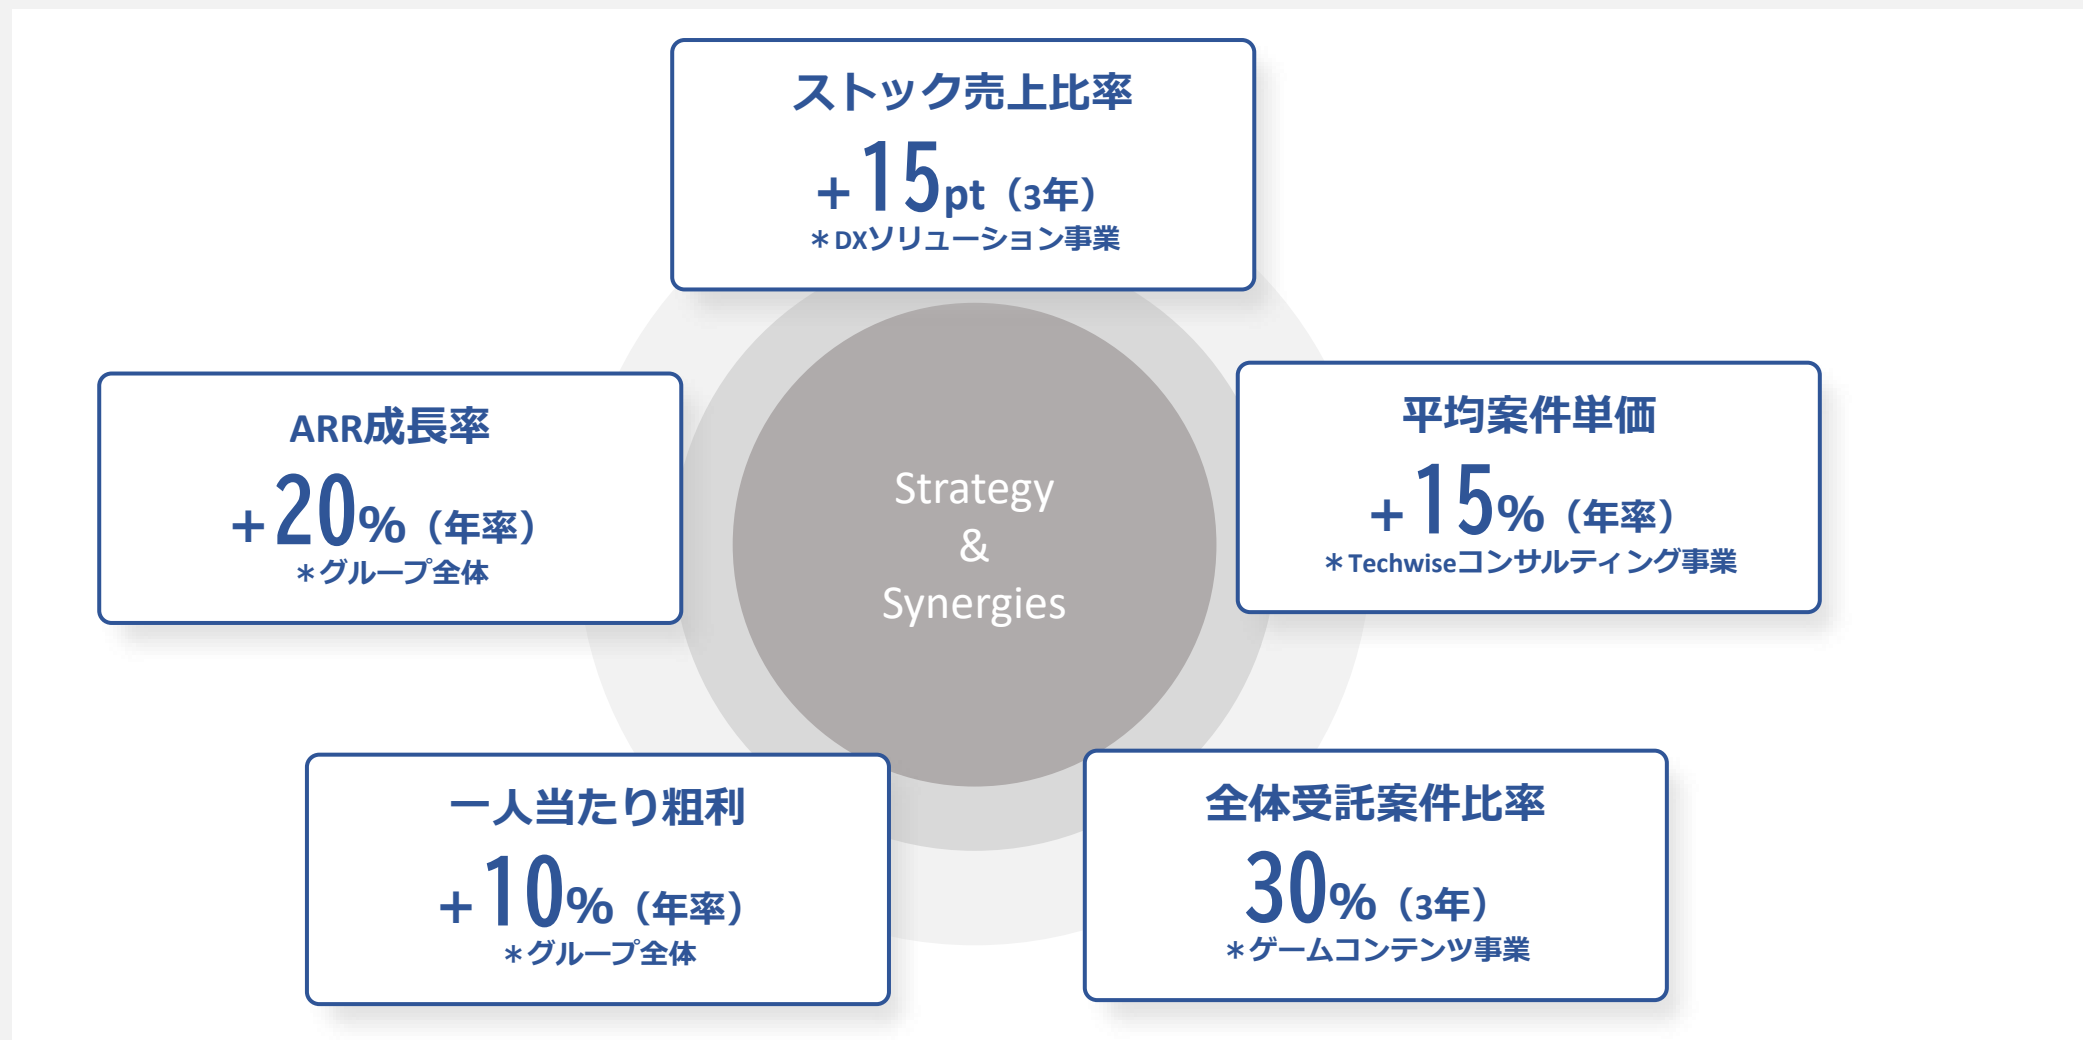 ストック売上比率
+15pt（3年）
＊DXソリューション事業
ARR成長率
+20%（年率）
＊グループ全体
Strategy
&
Synergies
平均案件単価
+15%（年率）
＊Techwiseコンサルティング事業
一人当たり粗利
+10%（年率）
＊グループ全体
全体受託案件比率
30%（3年）
＊ゲームコンテンツ事業